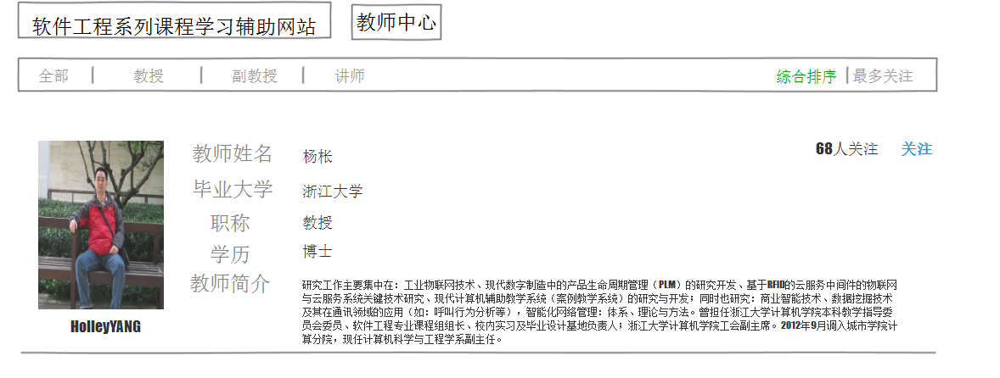 软件工程系列课程学习辅助网站 教师中心
全部 教授 副教授 讲师 综合排序 最多关注
教师姓名 杨枨 68人关注 关注
毕业大学 浙江大学
职称 教授
学历 博士
教师简介
研究工作主要集中在：工业物联网技术、现代数字制造中的产品生命周期管理（PLM）的研究开发、基于RFID的云服务中间件的物联网
与云服务系统关键技术研究、现代计算机辅助教学系统（案例教学系统）的研究与开发；同时也研究：商业智能技术、数据挖掘技术
及其在通讯领域的应用（如：呼叫行为分析等），智能化网络管理：体系、理论与方法。曾担任浙江大学计算机学院本科教学指导委
员会委员、软件工程专业课程组组长、校内实习及毕业设计基地负责人；浙江大学计算机学院工会副主席。2012年9月调入城市学院计
算分院，现任计算机科学与工程学系副主任。
HolleyYANG